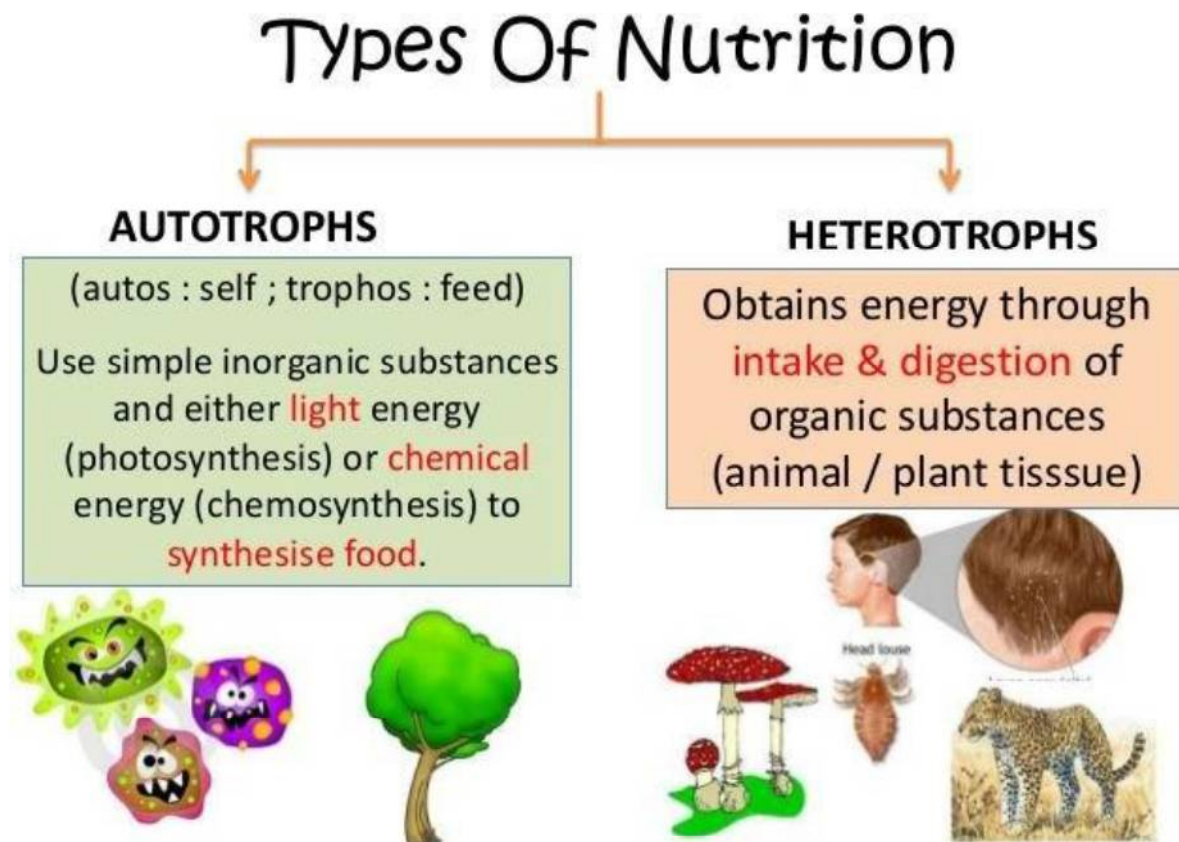 Types Of Nutrition
AUTOTROPHS
(autos : self ; trophos : feed)
Use simple inorganic substances
and either light energy
(photosynthesis) or chemical
energy (chemosynthesis) to
synthesise food.
HETEROTROPHS
Obtains energy through
intake & digestion of
organic substances
(animal / plant tisssue)
Head louse